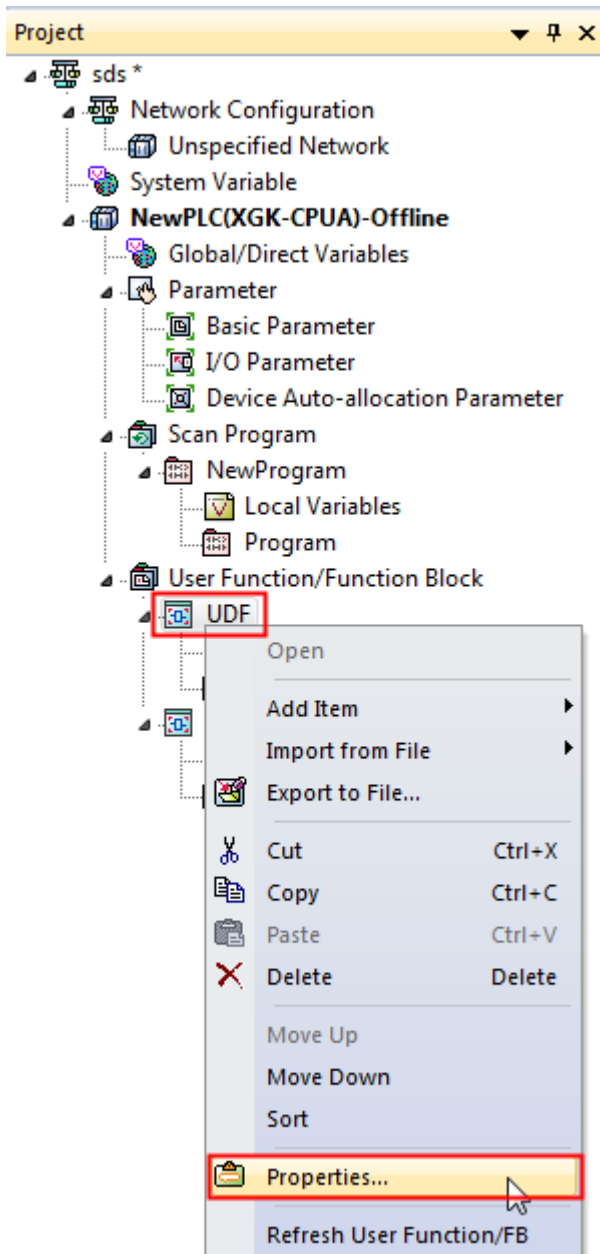 Project
sds *
Network Configuration
Unspecified Network
System Variable
NewPLC(XGK-CPUA)-Offline
Global/Direct Variables
Parameter
Basic Parameter
I/O Parameter
Device Auto-allocation Parameter
Scan Program
NewProgram
Local Variables
Program
User Function/Function Block
UDF
Open
Add Item
Import from File
Export to File...
Cut Ctrl+X
Copy Ctrl+C
Paste Ctrl+V
Delete Delete
Move Up
Move Down
Sort
Properties...
Refresh User Function/FB